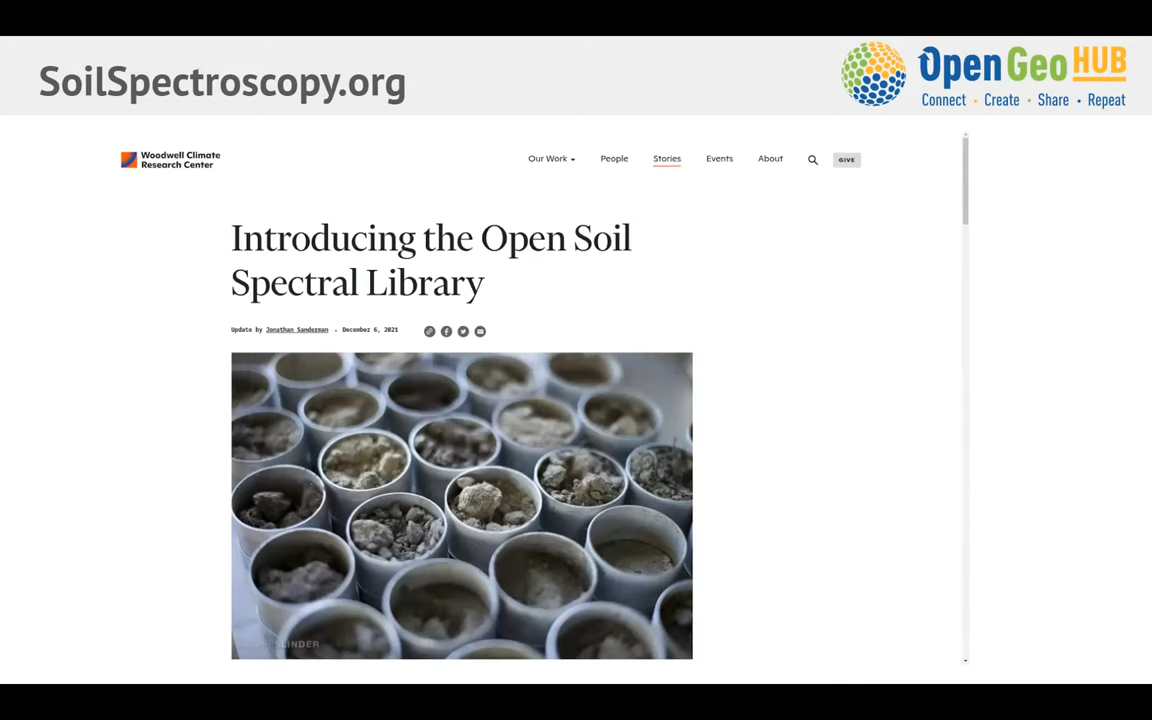 SoilSpectroscopy.org
Open Geo HUB
Connect • Create • Share • Repeat
Woodwell Climate
Research Center
Our Work
People
Stories
Events
About
GIVE
Introducing the Open Soil
Spectral Library
Update by Jonathan Sanderman • December 6, 2021